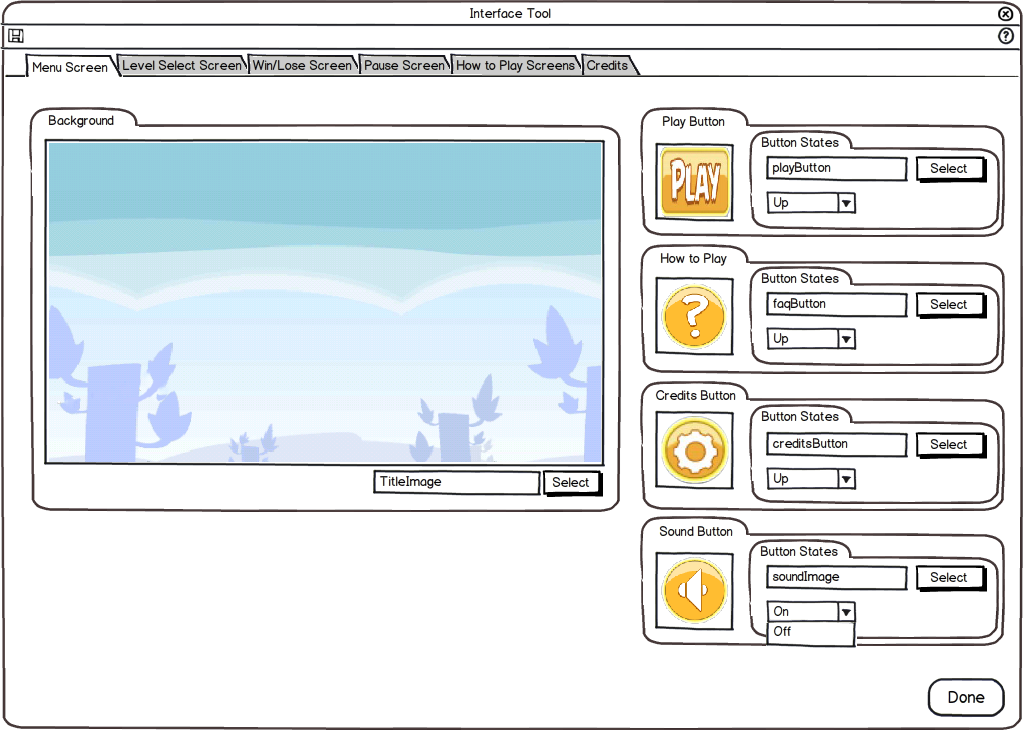 Interface Tool
?
Menu Screen
Level Select Screen
Win/Lose Screen
Pause Screen
How to Play Screens
Credits
Background
TitleImage
Select
Play Button
PLAY
Button States
playButton
Select
Up
How to Play
?
Button States
faqButton
Select
Up
Credits Button
Button States
creditsButton
Select
Up
Sound Button
Button States
soundImage
Select
On
Off
Done